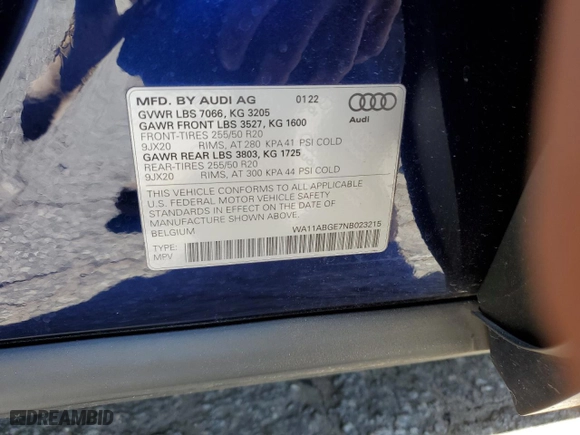 MFD. BY AUDI AG 0122
GVWR LBS 7066, KG 3205
GAWR FRONT LBS 3527, KG 1600
FRONT-TIRES 255/50 R20
9JX20 RIMS, AT 280 KPA 41 PSI COLD
GAWR REAR LBS 3803, KG 1725
REAR-TIRES 255/50 R20
9JX20 RIMS, AT 300 KPA 44 PSI COLD
Audi
THIS VEHICLE CONFORMS TO ALL APPLICABLE
U.S. FEDERAL MOTOR VEHICLE SAFETY
STANDARDS IN EFFECT ON THE DATE OF
MANUFACTURE SHOWN ABOVE.
BELGIUM
WA11ABGE7NB023215
TYPE:
MPV
DREAMBID